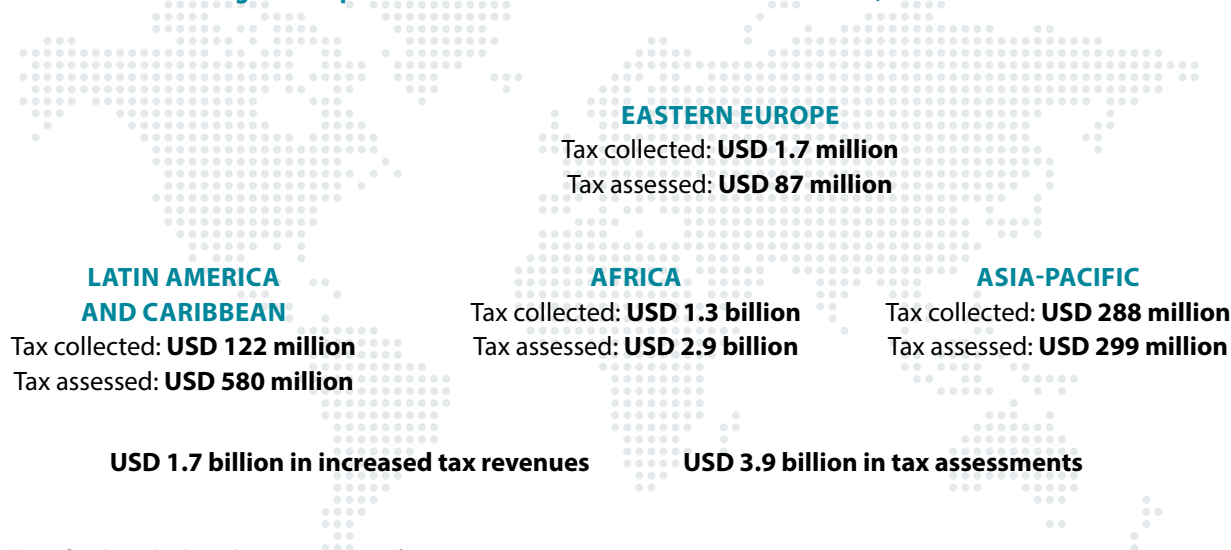 EASTERN EUROPE
Tax collected: USD 1.7 million
Tax assessed: USD 87 million
LATIN AMERICA
AND CARIBBEAN
Tax collected: USD 122 million
Tax assessed: USD 580 million
AFRICA
Tax collected: USD 1.3 billion
Tax assessed: USD 2.9 billion
ASIA-PACIFIC
Tax collected: USD 288 million
Tax assessed: USD 299 million
USD 1.7 billion in increased tax revenues
USD 3.9 billion in tax assessments